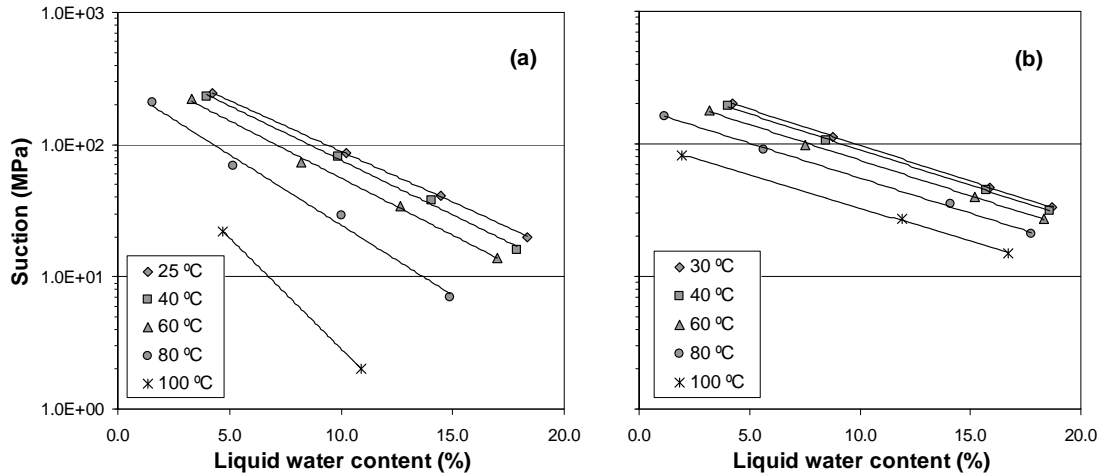 1.0E+03
1.0E+02
1.0E+01
1.0E+00
Suction (MPa)
(a)
25 ºC
40 ºC
60 ºC
80 ºC
100 ºC
0.0 5.0 10.0 15.0 20.0
Liquid water content (%)
(b)
30 ºC
40 ºC
60 ºC
80 ºC
100 ºC
0.0 5.0 10.0 15.0 20.0
Liquid water content (%)